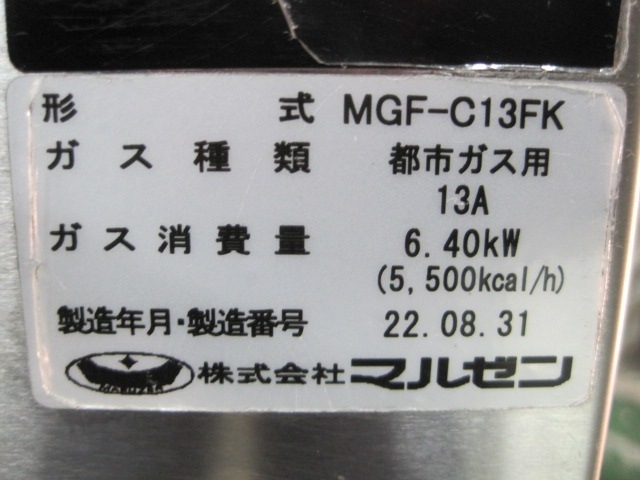 形式 MGF-C13FK
ガス種類 都市ガス用
13A
ガス消費量 6.40kW
(5,500kcal/h)
製造年月・製造番号 22.08.31
MARUZEN 株式会社マルゼン